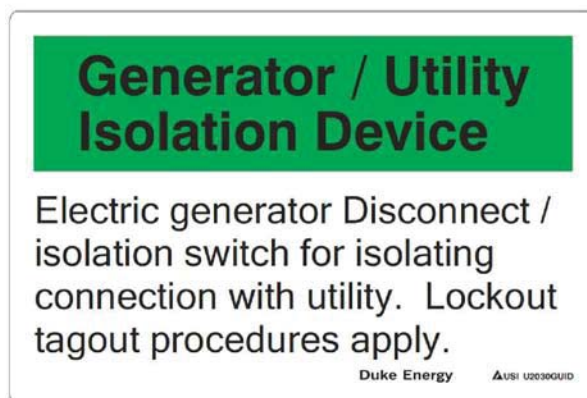 Generator / Utility
Isolation Device
Electric generator Disconnect /
isolation switch for isolating
connection with utility.  Lockout
tagout procedures apply.
Duke Energy USI U2030GUID